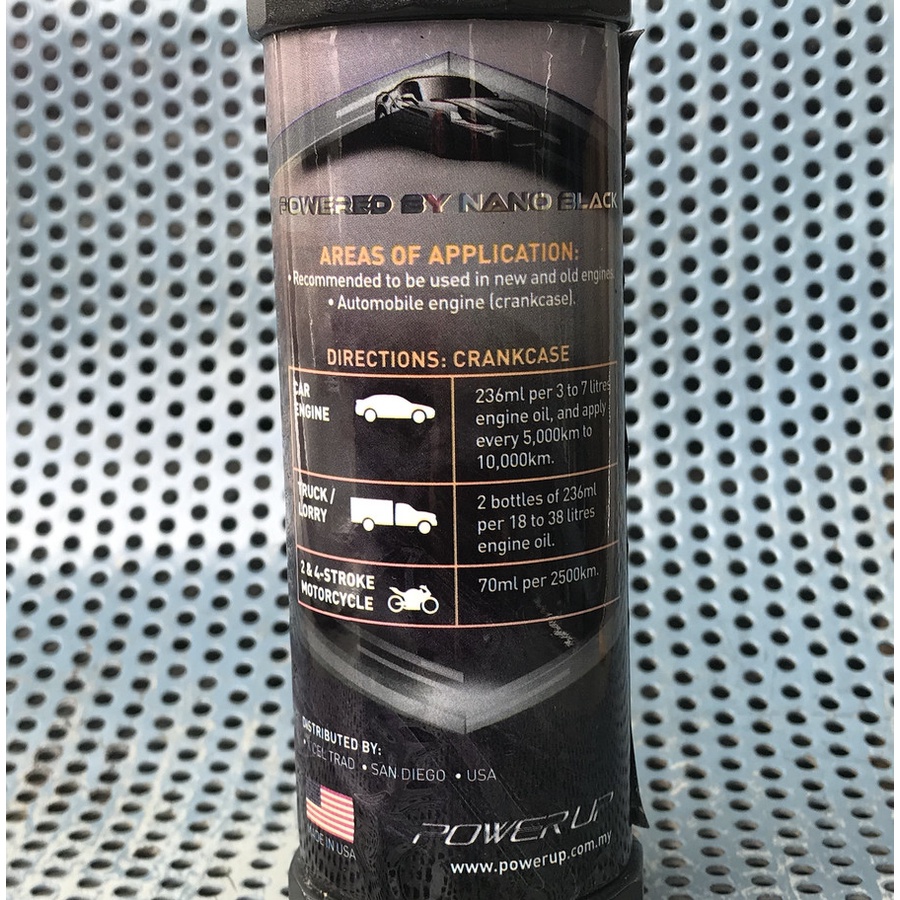 POWERED BY NANO BLACK
AREAS OF APPLICATION:
• Recommended to be used in new and old engines.
• Automobile engine (crankcase).
DIRECTIONS: CRANKCASE
CAR
ENGINE
236ml per 3 to 7 litres
engine oil, and apply
every 5,000km to
10,000km.
TRUCK /
LORRY
2 bottles of 236ml
per 18 to 38 litres
engine oil.
2 & 4-STROKE
MOTORCYCLE
70ml per 2500km.
DISTRIBUTED BY:
TRAD • SAN DIEGO • USA
MADE IN USA
POWER UP
www.powerup.com.my